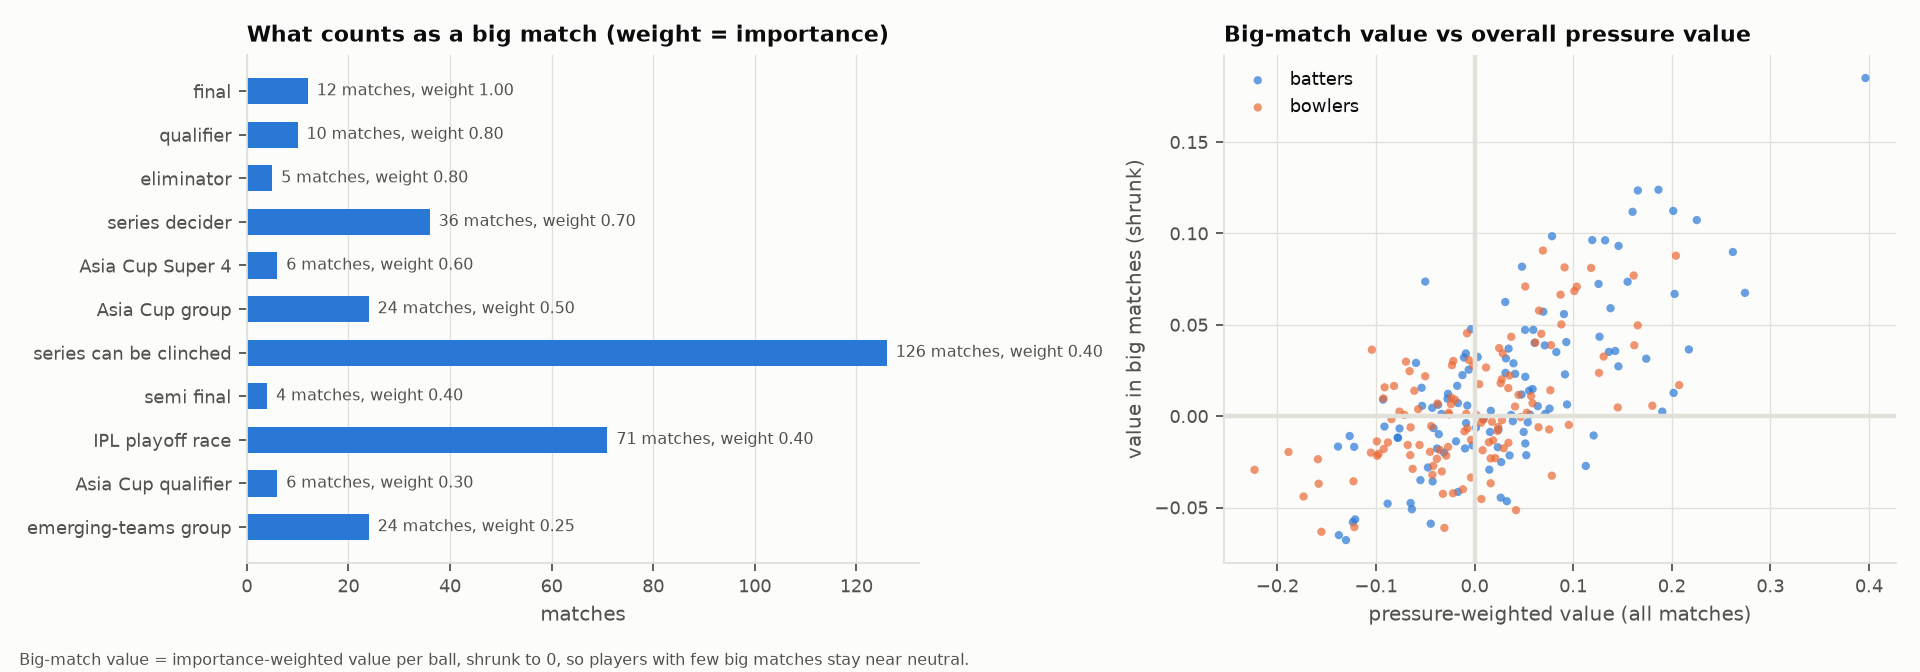 What counts as a big match (weight = importance)
final
12 matches, weight 1.00
qualifier
10 matches, weight 0.80
eliminator
5 matches, weight 0.80
series decider
36 matches, weight 0.70
Asia Cup Super 4
6 matches, weight 0.60
Asia Cup group
24 matches, weight 0.50
series can be clinched
126 matches, weight 0.40
semi final
4 matches, weight 0.40
IPL playoff race
71 matches, weight 0.40
Asia Cup qualifier
6 matches, weight 0.30
emerging-teams group
24 matches, weight 0.25
0 20 40 60 80 100 120
matches
Big-match value vs overall pressure value
batters
bowlers
value in big matches (shrunk)
0.15
0.10
0.05
0.00
−0.05
−0.2 −0.1 0.0 0.1 0.2 0.3 0.4
pressure-weighted value (all matches)
Big-match value = importance-weighted value per ball, shrunk to 0, so players with few big matches stay near neutral.